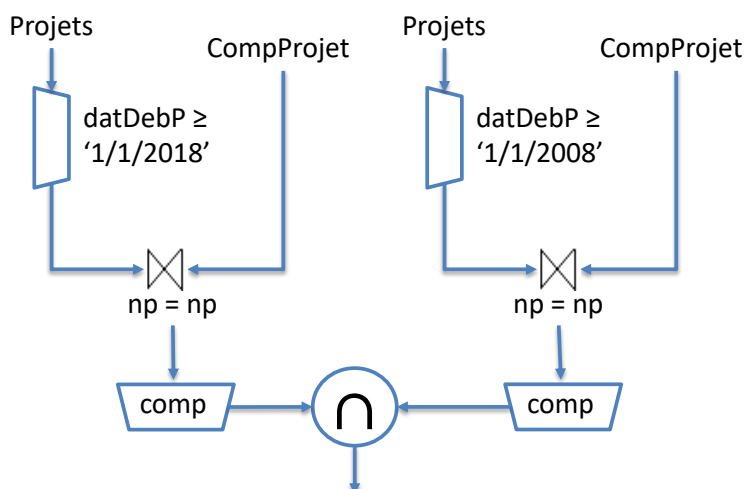 Projets
CompProjet
datDebP ≥
‘1/1/2018’
np = np
comp
Projets
CompProjet
datDebP ≥
‘1/1/2008’
np = np
comp
∩